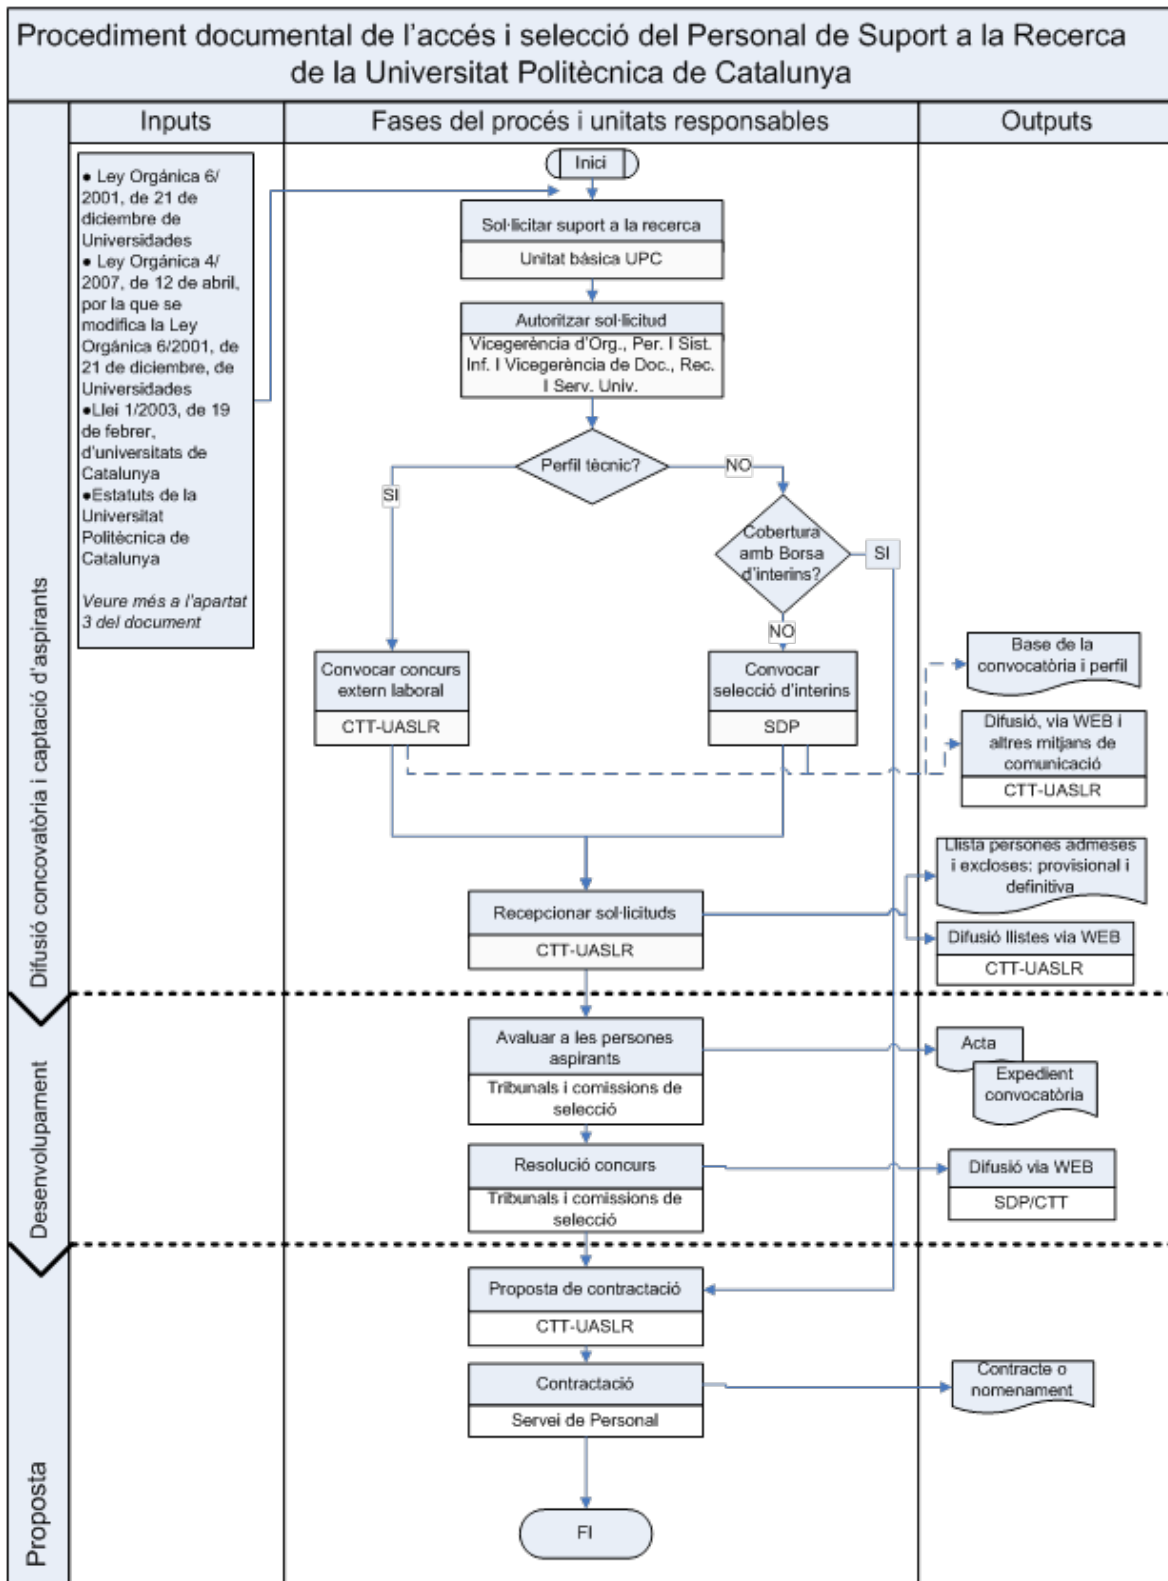 Procediment documental de l'accés i selecció del Personal de Suport a la Recerca
de la Universitat Politècnica de Catalunya
Inputs
Fases del procés i unitats responsables
Outputs
Difusió concovatòria i captació d'aspirants
● Ley Orgánica 6/
2001, de 21 de
diciembre de
Universidades
● Ley Orgánica 4/
2007, de 12 de abril,
por la que se
modifica la Ley
Orgánica 6/2001, de
21 de diciembre, de
Universidades
●Llei 1/2003, de 19
de febrer,
d'universitats de
Catalunya
●Estatuts de la
Universitat
Politècnica de
Catalunya
Veure més a l'apartat
3 del document
Inici
Sol·licitar suport a la recerca
Unitat bàsica UPC
Autoritzar sol·licitud
Vicegerència d'Org., Per. I Sist.
Inf. I Vicegerència de Doc., Rec.
I Serv. Univ.
Perfil tècnic?
NO
SI
Cobertura
amb Borsa
d'interins?
SI
NO
Convocar concurs
extern laboral
CTT-UASLR
Convocar
selecció d'interins
SDP
Base de la
convocatòria i perfil
Difusió, via WEB i
altres mitjans de
comunicació
CTT-UASLR
Recepcionar sol·licituds
CTT-UASLR
Llista persones admeses
i excloses: provisional i
definitiva
Difusió llistes via WEB
CTT-UASLR
Desenvolupament
Avaluar a les persones
aspirants
Tribunals i comissions de
selecció
Acta
Expedient
convocatòria
Resolució concurs
Tribunals i comissions de
selecció
Difusió via WEB
SDP/CTT
Proposta
Proposta de contractació
CTT-UASLR
Contractació
Servei de Personal
Contracte o
nomenament
FI